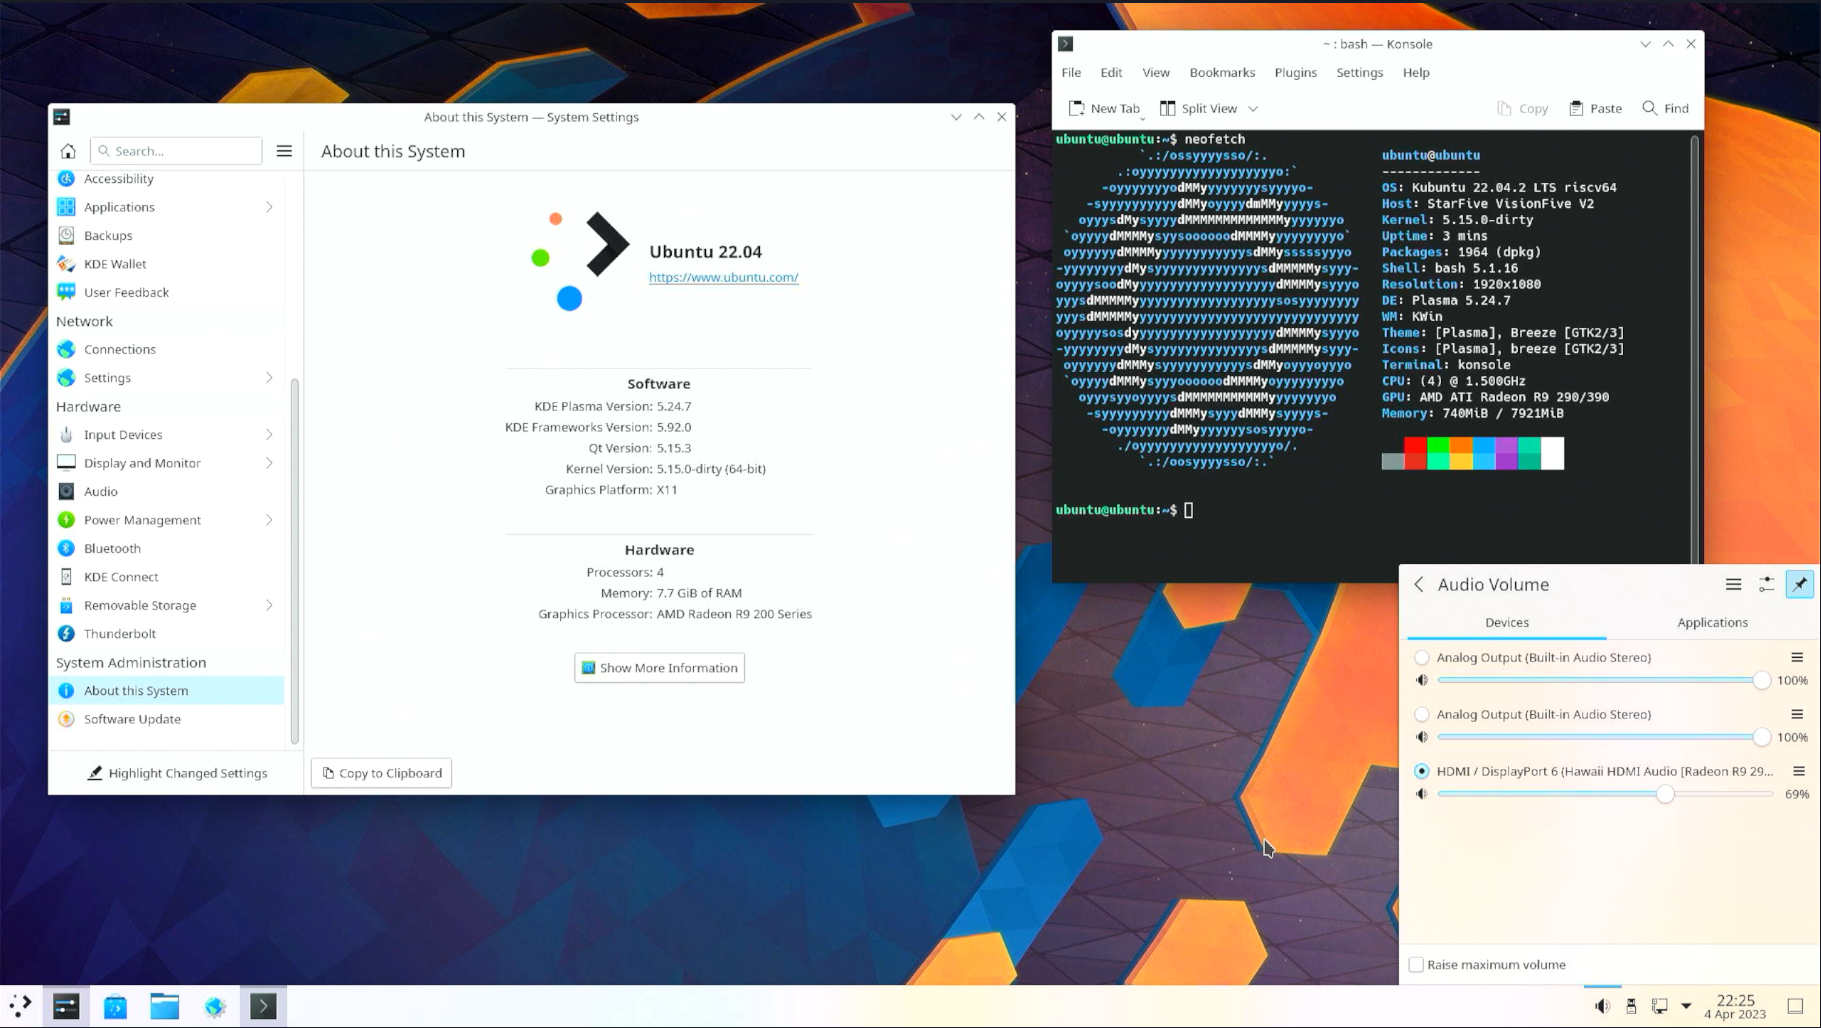 About this System — System Settings
Search...
About this System
Accessibility
Applications
Backups
KDE Wallet
User Feedback
Network
Connections
Settings
Hardware
Input Devices
Display and Monitor
Audio
Power Management
Bluetooth
KDE Connect
Removable Storage
Thunderbolt
System Administration
About this System
Software Update
Highlight Changed Settings
Ubuntu 22.04
https://www.ubuntu.com/
Software
KDE Plasma Version: 5.24.7
KDE Frameworks Version: 5.92.0
Qt Version: 5.15.3
Kernel Version: 5.15.0-dirty (64-bit)
Graphics Platform: X11
Hardware
Processors: 4
Memory: 7.7 GiB of RAM
Graphics Processor: AMD Radeon R9 200 Series
Show More Information
Copy to Clipboard
~ : bash — Konsole
File Edit View Bookmarks Plugins Settings Help
New Tab Split View Copy Paste Find
ubuntu@ubuntu:~$ neofetch
ubuntu@ubuntu
-------------
OS: Kubuntu 22.04.2 LTS riscv64
Host: StarFive VisionFive V2
Kernel: 5.15.0-dirty
Uptime: 3 mins
Packages: 1964 (dpkg)
Shell: bash 5.1.16
Resolution: 1920x1080
DE: Plasma 5.24.7
WM: KWin
Theme: [Plasma], Breeze [GTK2/3]
Icons: [Plasma], breeze [GTK2/3]
Terminal: konsole
CPU: (4) @ 1.500GHz
GPU: AMD ATI Radeon R9 290/390
Memory: 740MiB / 7921MiB
ubuntu@ubuntu:~$
Audio Volume
Devices Applications
Analog Output (Built-in Audio Stereo)
100%
Analog Output (Built-in Audio Stereo)
100%
HDMI / DisplayPort 6 (Hawaii HDMI Audio [Radeon R9 29...
69%
Raise maximum volume
22:25
4 Apr 2023